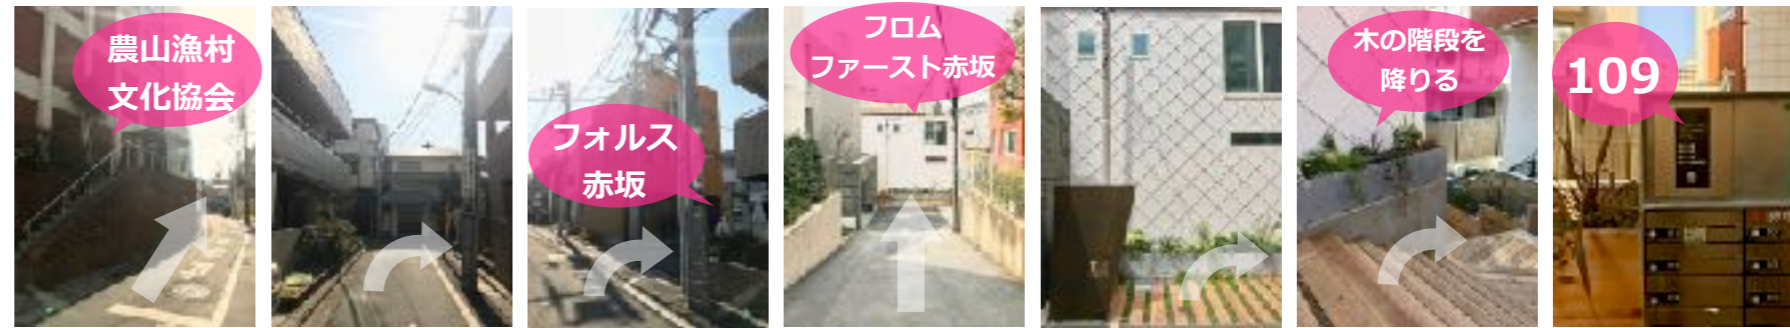 農山漁村
文化協会
フォルス
赤坂
フロム
ファースト赤坂
木の階段を
降りる
109